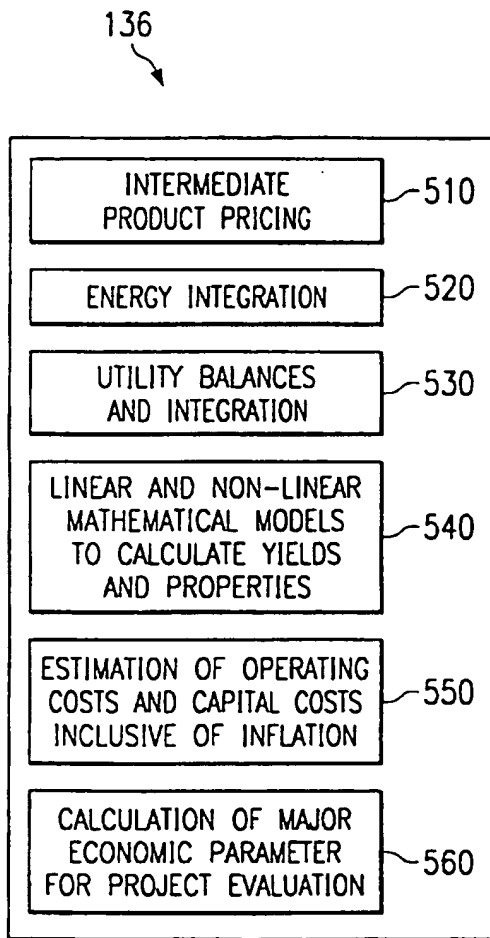 136
INTERMEDIATE
PRODUCT PRICING
510
ENERGY INTEGRATION
520
UTILITY BALANCES
AND INTEGRATION
530
LINEAR AND NON-LINEAR
MATHEMATICAL MODELS
TO CALCULATE YIELDS
AND PROPERTIES
540
ESTIMATION OF OPERATING
COSTS AND CAPITAL COSTS
INCLUSIVE OF INFLATION
550
CALCULATION OF MAJOR
ECONOMIC PARAMETER
FOR PROJECT EVALUATION
560